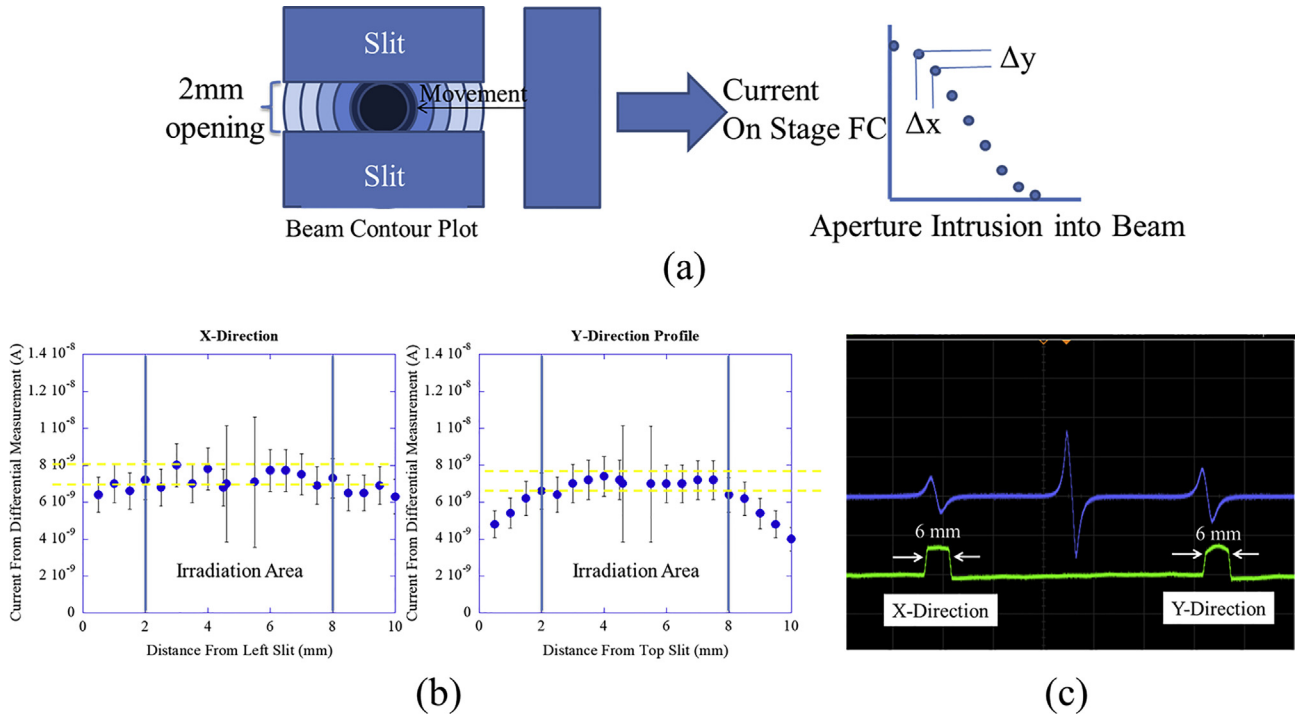 Slit
2mm
opening
Movement
Slit
Beam Contour Plot
Current
On Stage FC
Δy
Δx
Aperture Intrusion into Beam
(a)
X-Direction
Current From Differential Measurement (A)
1.4 10-8
1.2 10-8
1 10-8
8 10-9
6 10-9
4 10-9
2 10-9
0
Irradiation Area
0 2 4 6 8 10
Distance From Left Slit (mm)
Y-Direction Profile
Current From Differential Measurement (A)
1.4 10-8
1.2 10-8
1 10-8
8 10-9
6 10-9
4 10-9
2 10-9
0
Irradiation Area
0 2 4 6 8 10
Distance From Top Slit (mm)
(b)
6 mm
6 mm
X-Direction
Y-Direction
(c)